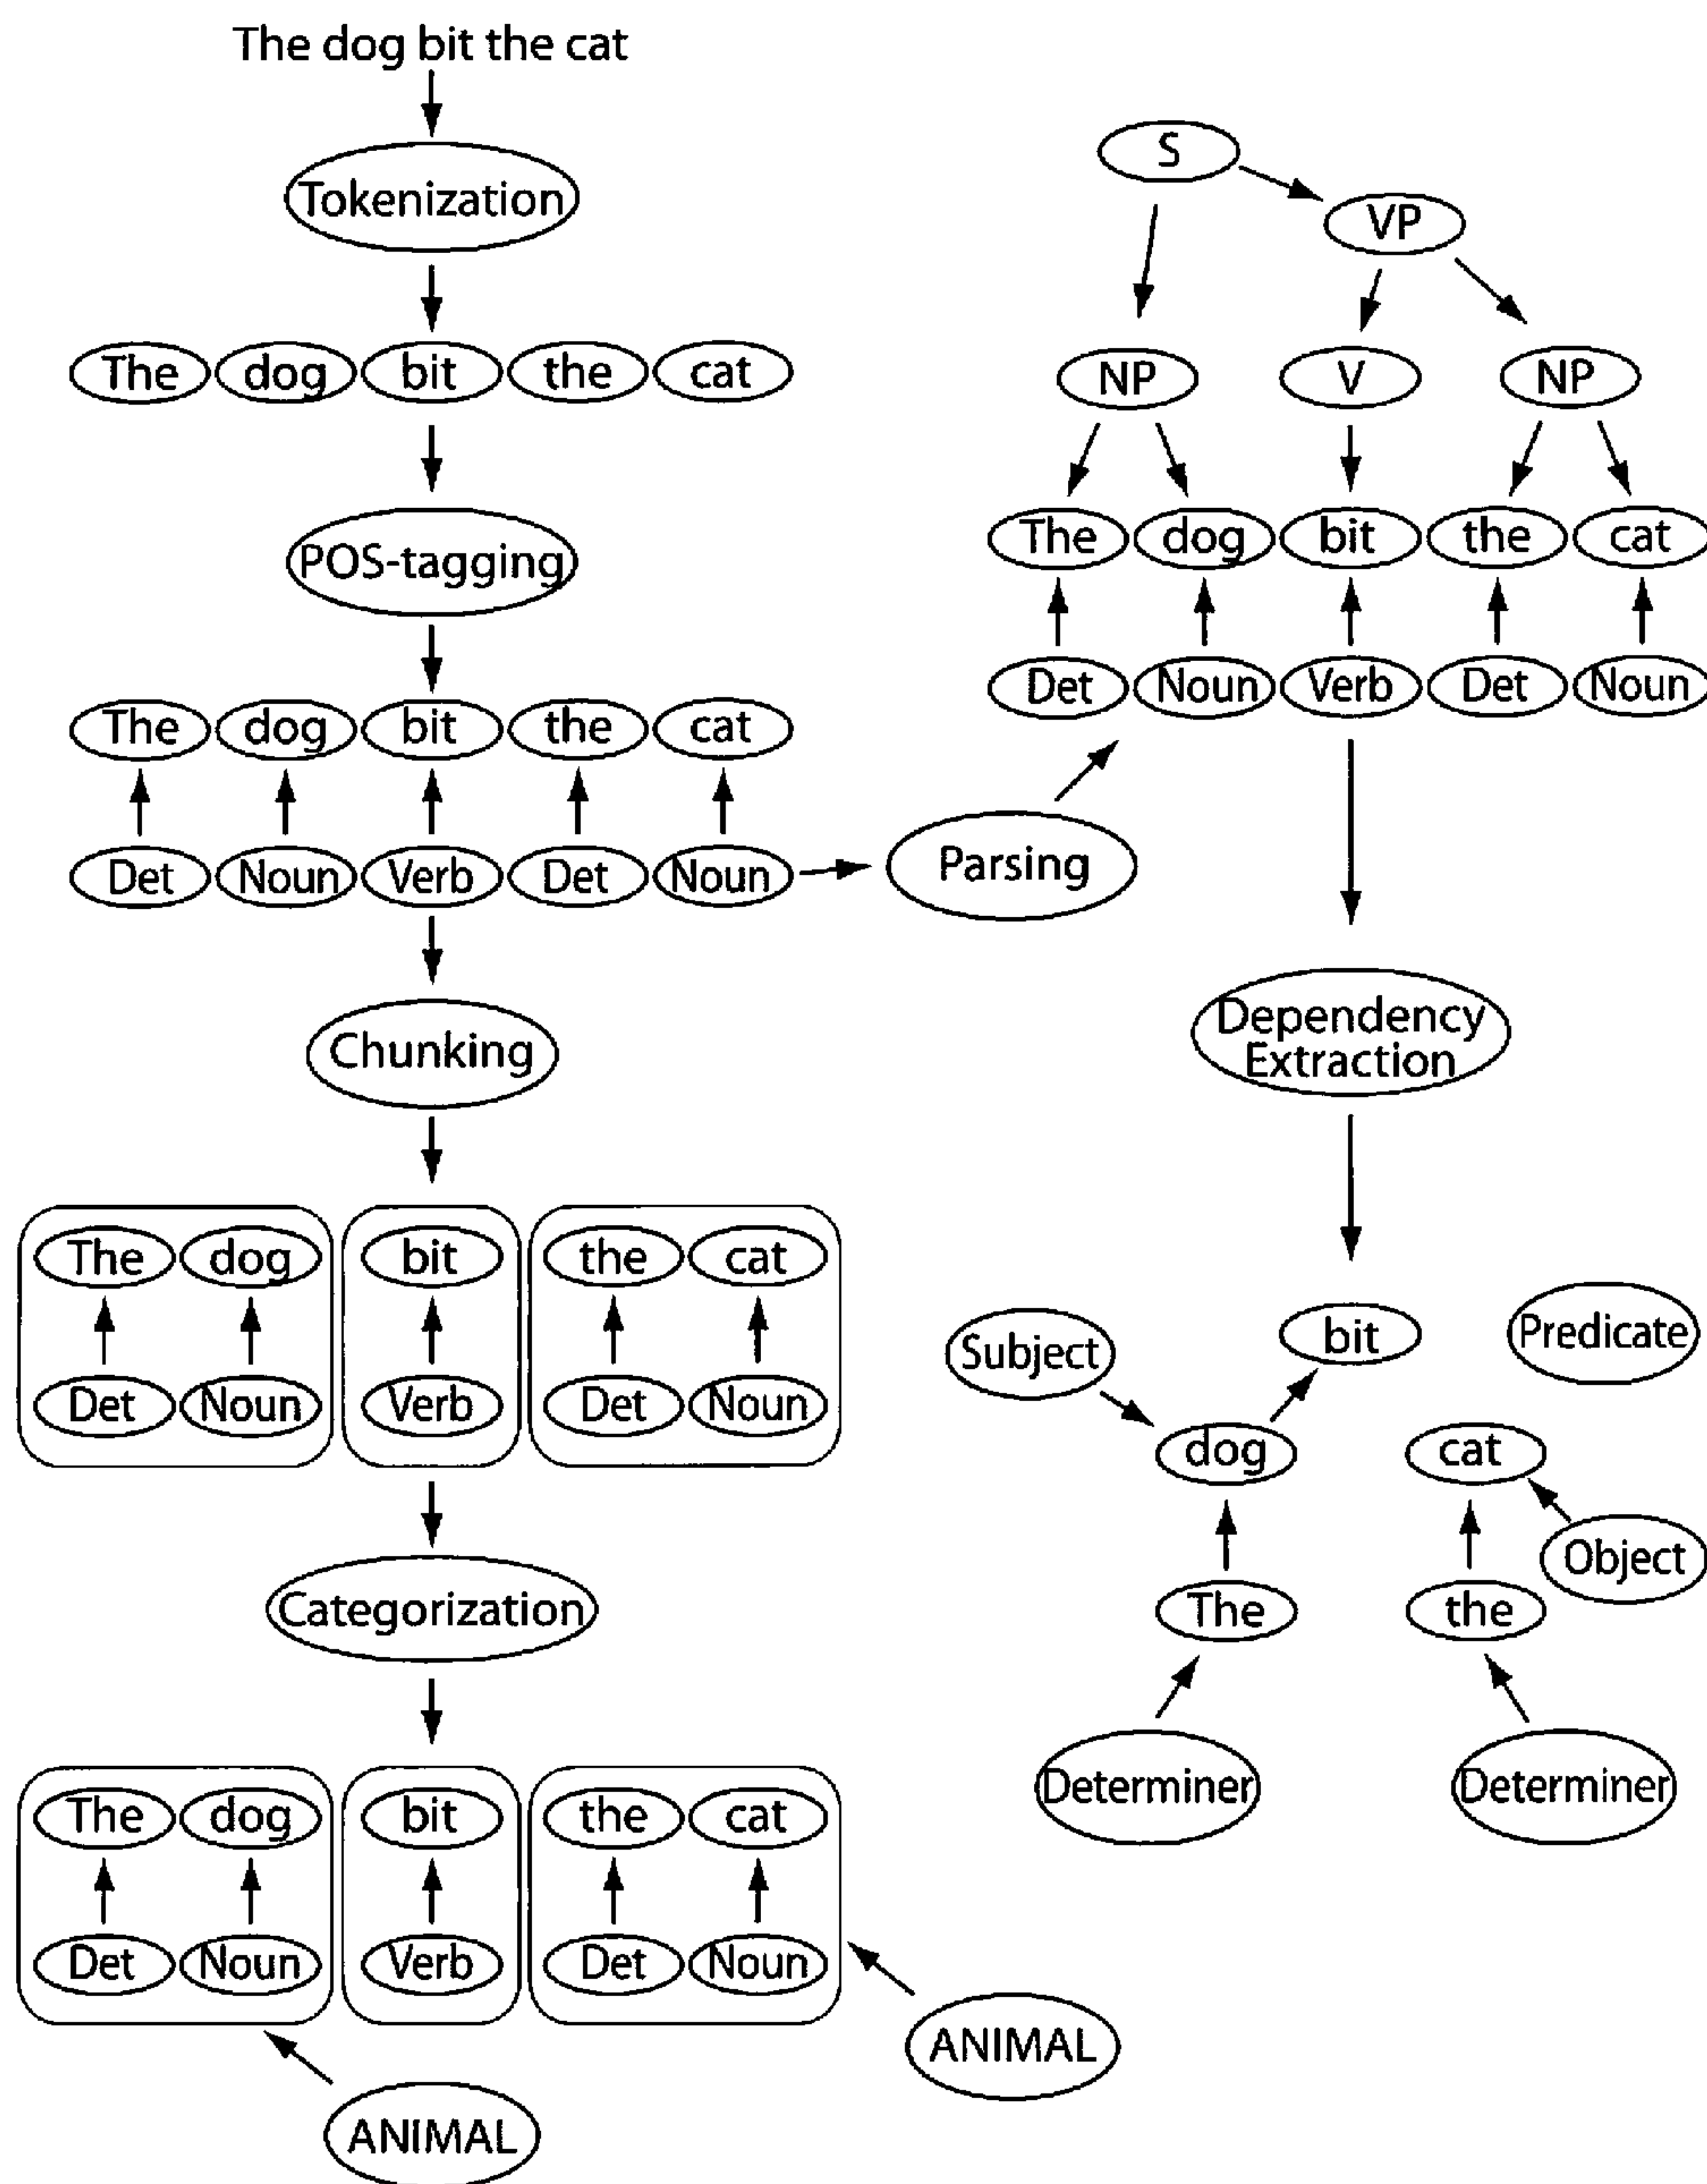 The dog bit the cat
Tokenization
The dog bit the cat
POS-tagging
The dog bit the cat
Det Noun Verb Det Noun
Chunking
The dog bit the cat
Det Noun Verb Det Noun
Categorization
The dog bit the cat
Det Noun Verb Det Noun
ANIMAL
ANIMAL
Parsing
S
VP
NP V NP
The dog bit the cat
Det Noun Verb Det Noun
Dependency
Extraction
Subject bit Predicate
dog cat
Object
The the
Determiner Determiner